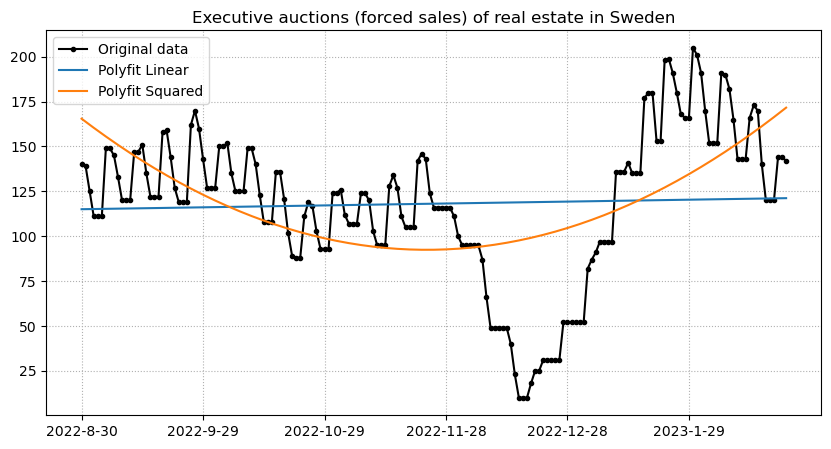 Executive auctions (forced sales) of real estate in Sweden
Original data
Polyfit Linear
Polyfit Squared
200
175
150
125
100
75
50
25
2022-8-30 2022-9-29 2022-10-29 2022-11-28 2022-12-28 2023-1-29